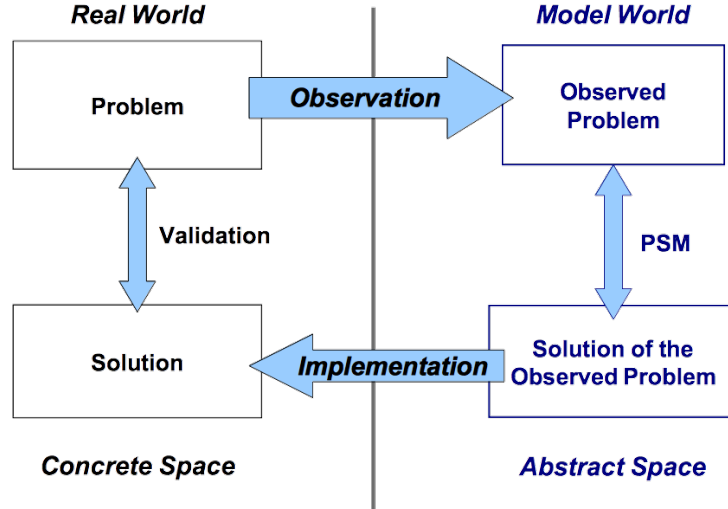 Real World
Model World
Problem
Observation
Observed
Problem
Validation
PSM
Solution
Implementation
Solution of the
Observed Problem
Concrete Space
Abstract Space